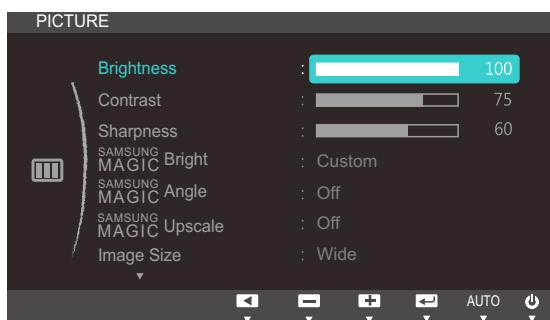 PICTURE
Brightness : 100
Contrast : 75
Sharpness : 60
SAMSUNG MAGIC Bright : Custom
SAMSUNG MAGIC Angle : Off
SAMSUNG MAGIC Upscale : Off
Image Size : Wide
AUTO